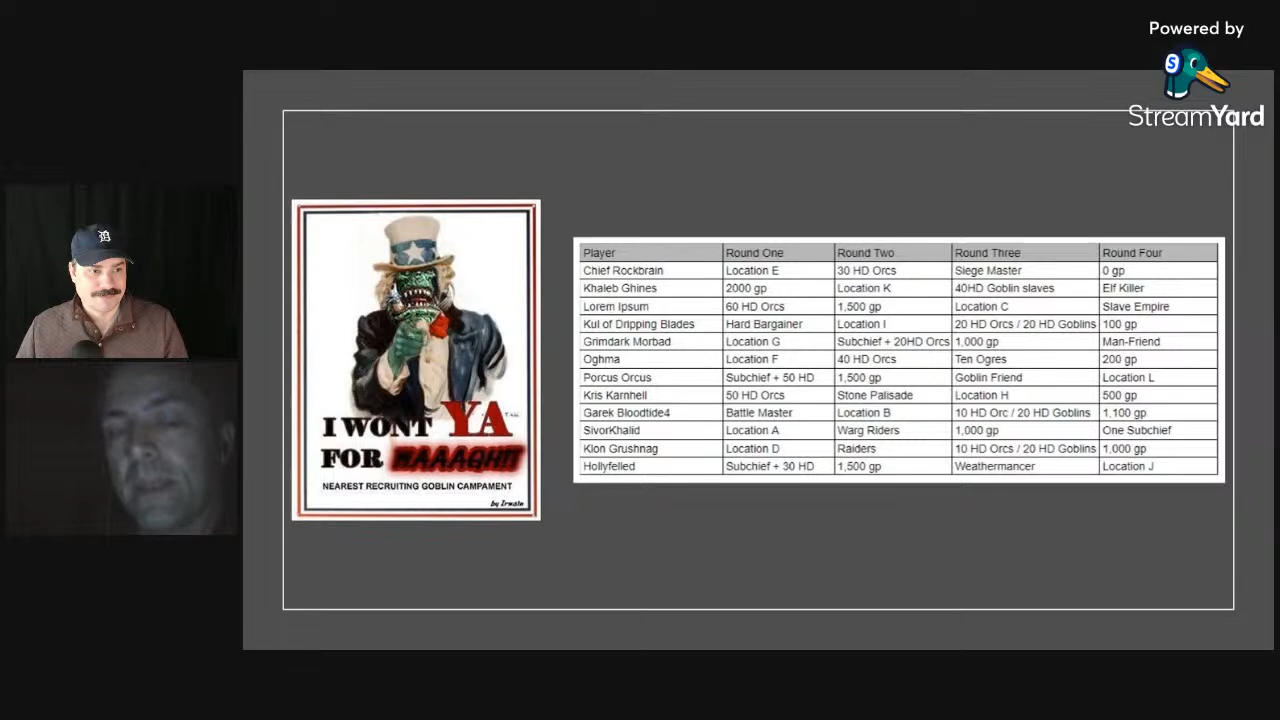 Powered by
StreamYard
I WONT YA
FOR WAAAGH!!
NEAREST RECRUITING GOBLIN CAMPAMENT
by Irwale
Player Round One Round Two Round Three Round Four
Chief Rockbrain Location E 30 HD Orcs Siege Master 0 gp
Khaleb Ghines 2000 gp Location K 40HD Goblin slaves Elf Killer
Lorem Ipsum 60 HD Orcs 1,500 gp Location C Slave Empire
Kul of Dripping Blades Hard Bargainer Location I 20 HD Orcs / 20 HD Goblins 100 gp
Grimdark Morbad Location G Subchief + 20HD Orcs 1,000 gp Man-Friend
Oghma Location F 40 HD Orcs Ten Ogres 200 gp
Porcus Orcus Subchief + 50 HD 1,500 gp Goblin Friend Location L
Kris Karnhell 50 HD Orcs Stone Palisade Location H 500 gp
Garek Bloodtide4 Battle Master Location B 10 HD Orc / 20 HD Goblins 1,100 gp
SivorKhalid Location A Warg Riders 1,000 gp One Subchief
Klon Grushnag Location D Raiders 10 HD Orcs / 20 HD Goblins 1,000 gp
Hollyfelled Subchief + 30 HD 1,500 gp Weathermancer Location J